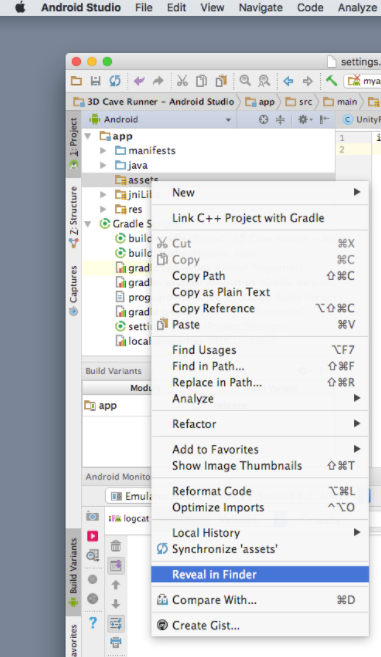 Android Studio File Edit View Navigate Code Analyze
settings.
3D Cave Runner - Android Studio app src main
Android UnityP
1: Project
app
1
manifests
2
java
assets
jniLib
res
Gradle S
build
build
grad
grad
prog
grad
setti
local
Z: Structure
Captures
New
Link C++ Project with Gradle
Cut ⌘X
Copy ⌘C
Copy Path ⇧⌘C
Copy as Plain Text
Copy Reference ⌥⇧⌘C
Paste ⌘V
Find Usages ⌥F7
Find in Path... ⇧⌘F
Replace in Path... ⇧⌘R
Analyze
Refactor
Add to Favorites
Show Image Thumbnails ⇧⌘T
Reformat Code ⌥⌘L
Optimize Imports ^⌥O
Local History
Synchronize 'assets'
Reveal in Finder
Compare With... ⌘D
Create Gist...
Build Variants
Modu
app
Android Monito
Emula
logcat
Build Variants
avorites